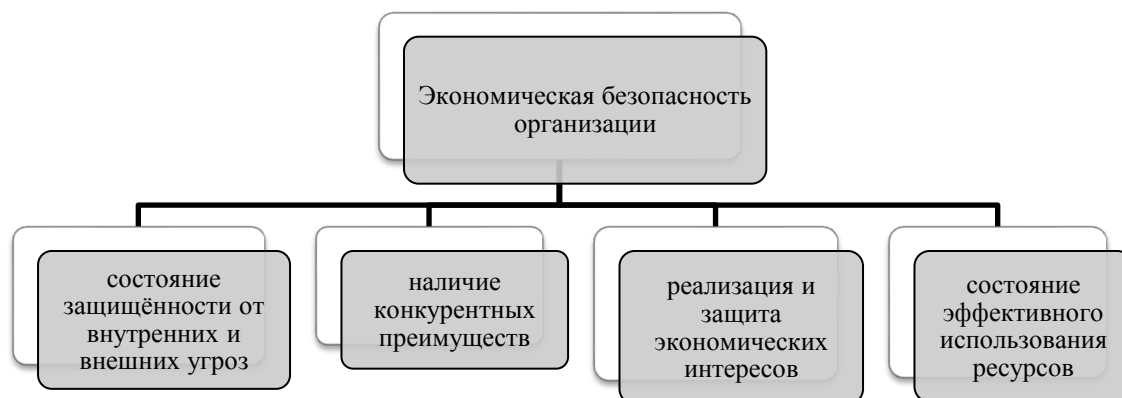 Экономическая безопасность
организации
состояние
защищённости от
внутренних и
внешних угроз
наличие
конкурентных
преимуществ
реализация и
защита
экономических
интересов
состояние
эффективного
использования
ресурсов